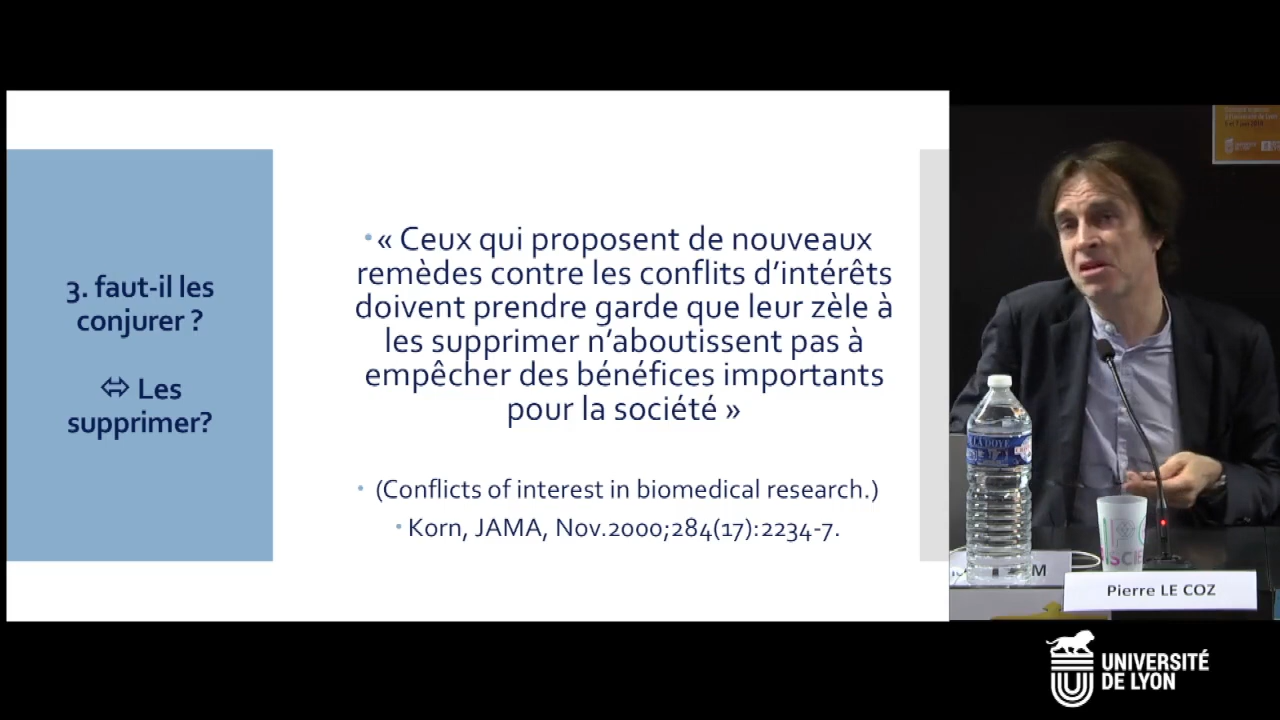 3. faut-il les
conjurer ?
⬄ Les
supprimer?
• « Ceux qui proposent de nouveaux
remèdes contre les conflits d'intérêts
doivent prendre garde que leur zèle à
les supprimer n'aboutissent pas à
empêcher des bénéfices importants
pour la société »
• (Conflicts of interest in biomedical research.)
• Korn, JAMA, Nov.2000;284(17):2234-7.
Pierre LE COZ
UNIVERSITÉ
DE LYON